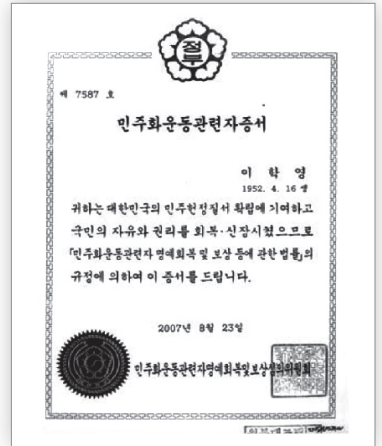 정부
제 7587 호
민주화운동관련자증서
이 학 영
1952. 4. 16 생
귀하는 대한민국의 민주헌정질서 확립에 기여하고
국민의 자유와 권리를 회복·신장시켰으므로
「민주화운동관련자 명예회복 및 보상 등에 관한 법률」의
규정에 의하여 이 증서를 드립니다.
2007년 8월 23일
민주화운동관련자명예회복및보상심의위원회